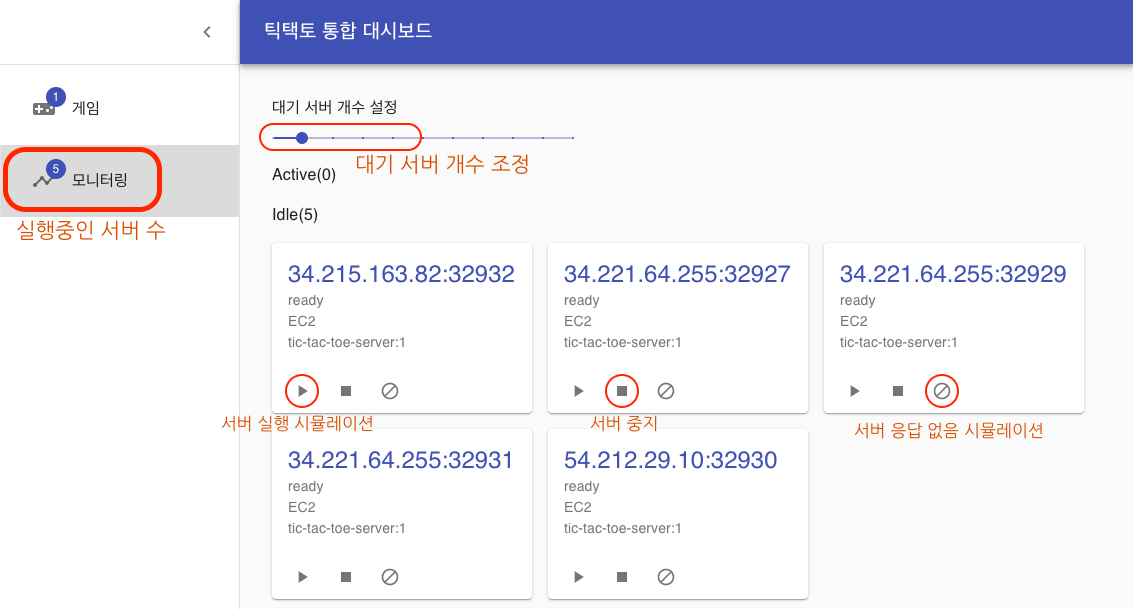 틱택토 통합 대시보드
1
게임
5
모니터링
실행중인 서버 수
대기 서버 개수 설정
대기 서버 개수 조정
Active(0)
Idle(5)
34.215.163.82:32932
ready
EC2
tic-tac-toe-server:1
서버 실행 시뮬레이션
34.221.64.255:32927
ready
EC2
tic-tac-toe-server:1
서버 중지
34.221.64.255:32929
ready
EC2
tic-tac-toe-server:1
서버 응답 없음 시뮬레이션
34.221.64.255:32931
ready
EC2
tic-tac-toe-server:1
54.212.29.10:32930
ready
EC2
tic-tac-toe-server:1